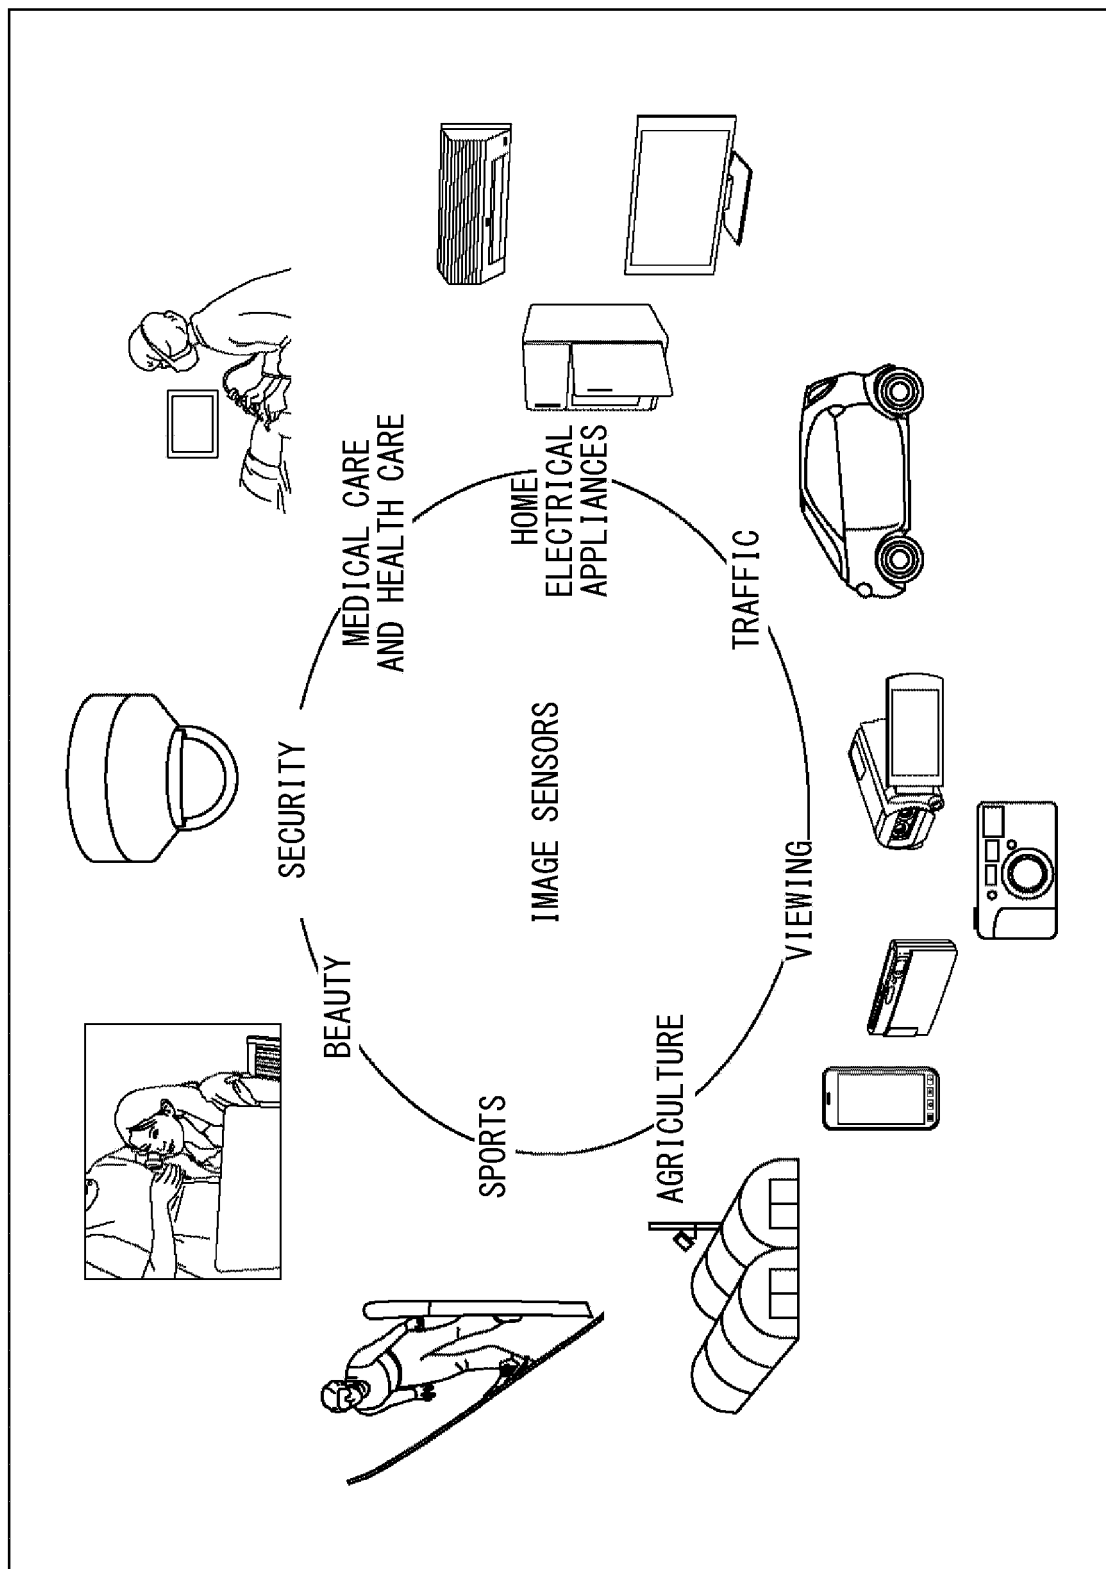 SECURITY
MEDICAL CARE
AND HEALTH CARE
HOME
ELECTRICAL
APPLIANCES
TRAFFIC
VIEWING
AGRICULTURE
SPORTS
BEAUTY
IMAGE SENSORS